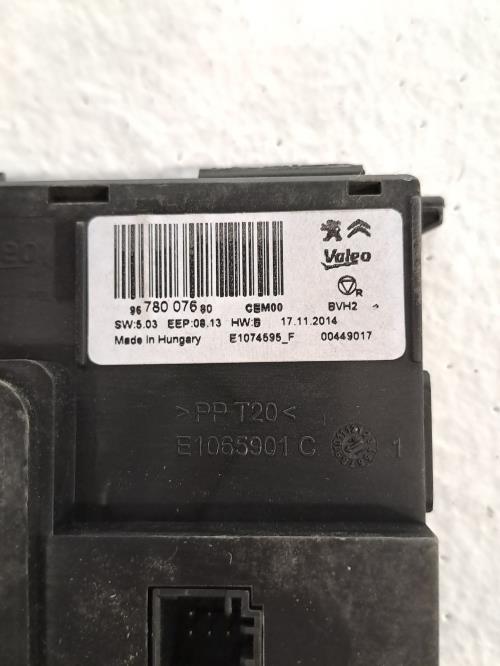 Valeo
96 780 076 80 CEM00 BVH2
SW:5.03 EEP:08.13 HW:B 17.11.2014
Made in Hungary E1074595_F 00449017
R
>PP T20<
E1065901 C 1